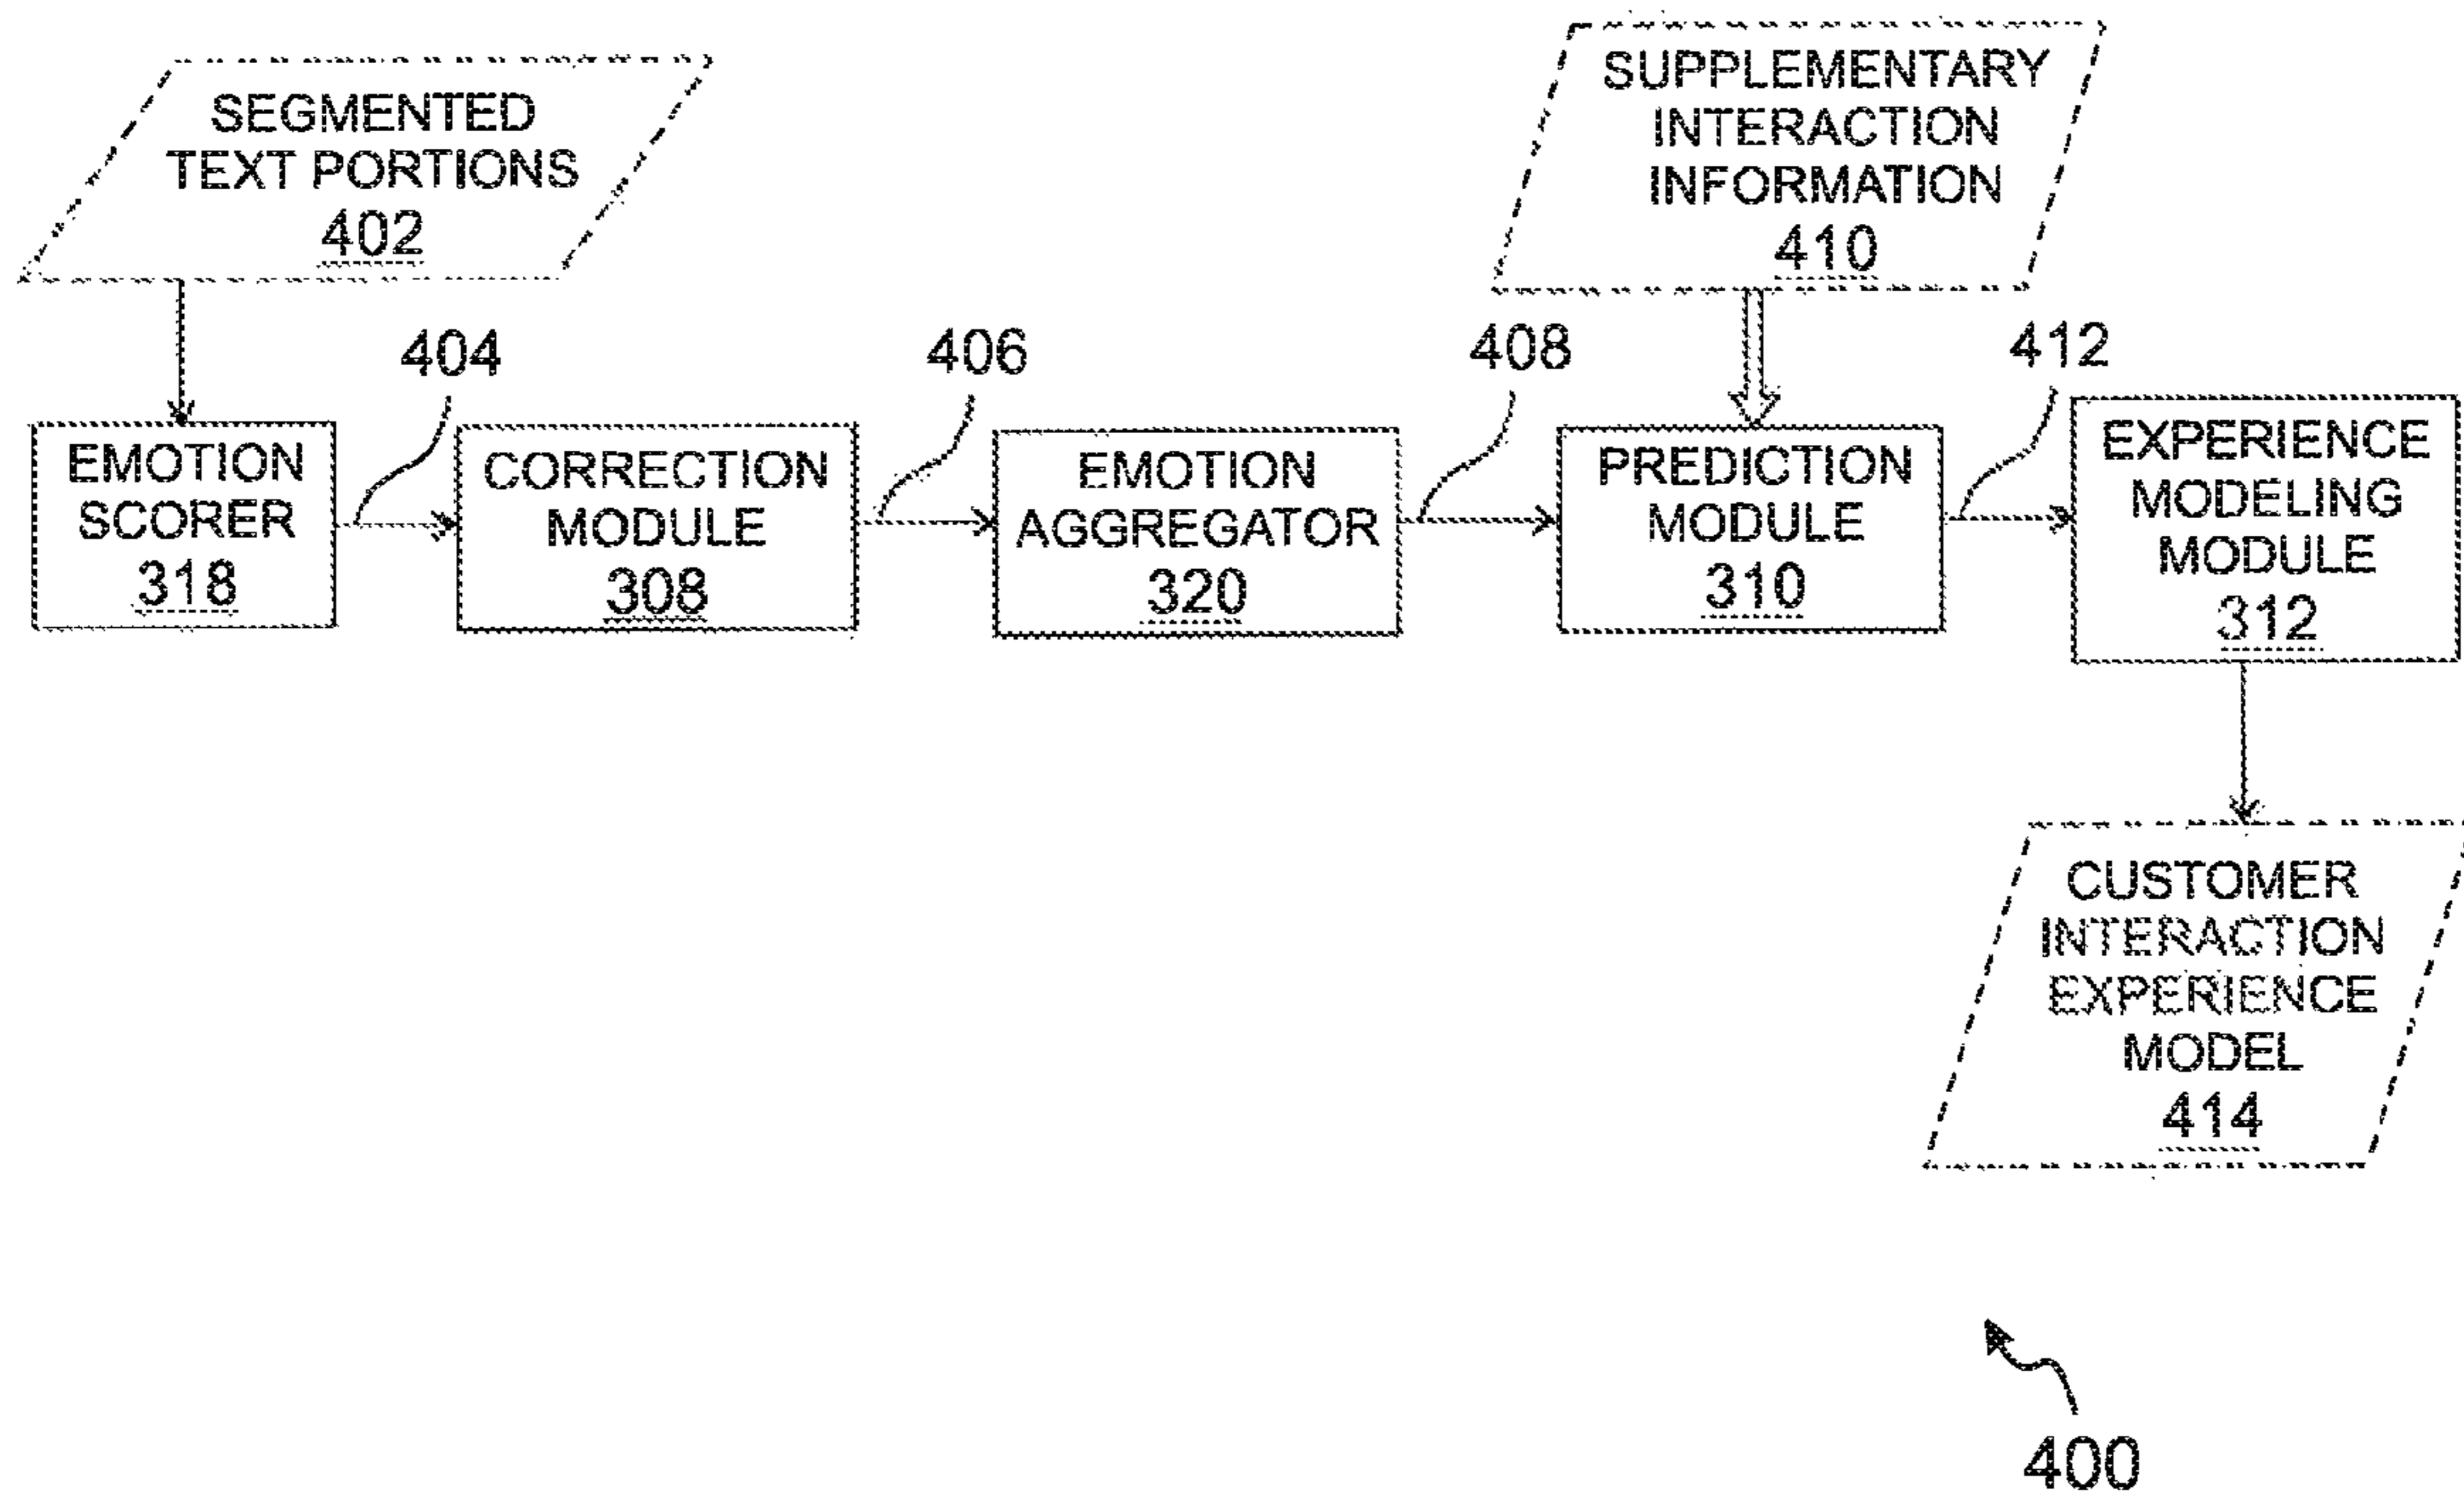 SEGMENTED
TEXT PORTIONS
402
SUPPLEMENTARY
INTERACTION
INFORMATION
410
404
406
408
412
EMOTION
SCORER
318
CORRECTION
MODULE
308
EMOTION
AGGREGATOR
320
PREDICTION
MODULE
310
EXPERIENCE
MODELING
MODULE
312
CUSTOMER
INTERACTION
EXPERIENCE
MODEL
414
400